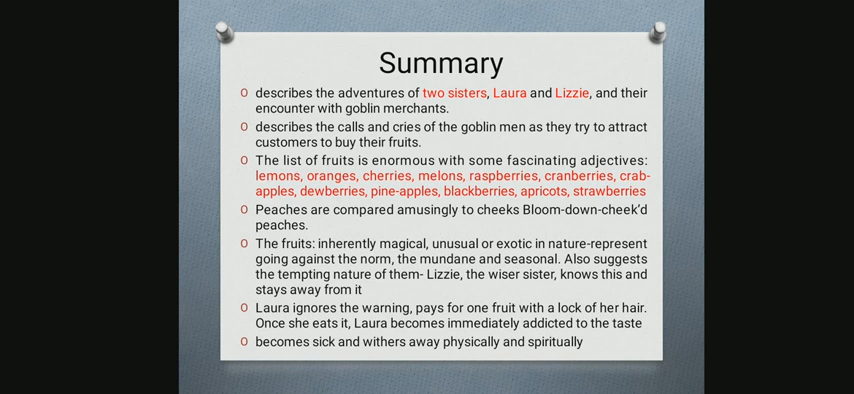 Summary
O describes the adventures of two sisters, Laura and Lizzie, and their
encounter with goblin merchants.
O describes the calls and cries of the goblin men as they try to attract
customers to buy their fruits.
O The list of fruits is enormous with some fascinating adjectives:
lemons, oranges, cherries, melons, raspberries, cranberries, crab-
apples, dewberries, pine-apples, blackberries, apricots, strawberries
O Peaches are compared amusingly to cheeks Bloom-down-cheek'd
peaches.
O The fruits: inherently magical, unusual or exotic in nature-represent
going against the norm, the mundane and seasonal. Also suggests
the tempting nature of them- Lizzie, the wiser sister, knows this and
stays away from it
O Laura ignores the warning, pays for one fruit with a lock of her hair.
Once she eats it, Laura becomes immediately addicted to the taste
O becomes sick and withers away physically and spiritually